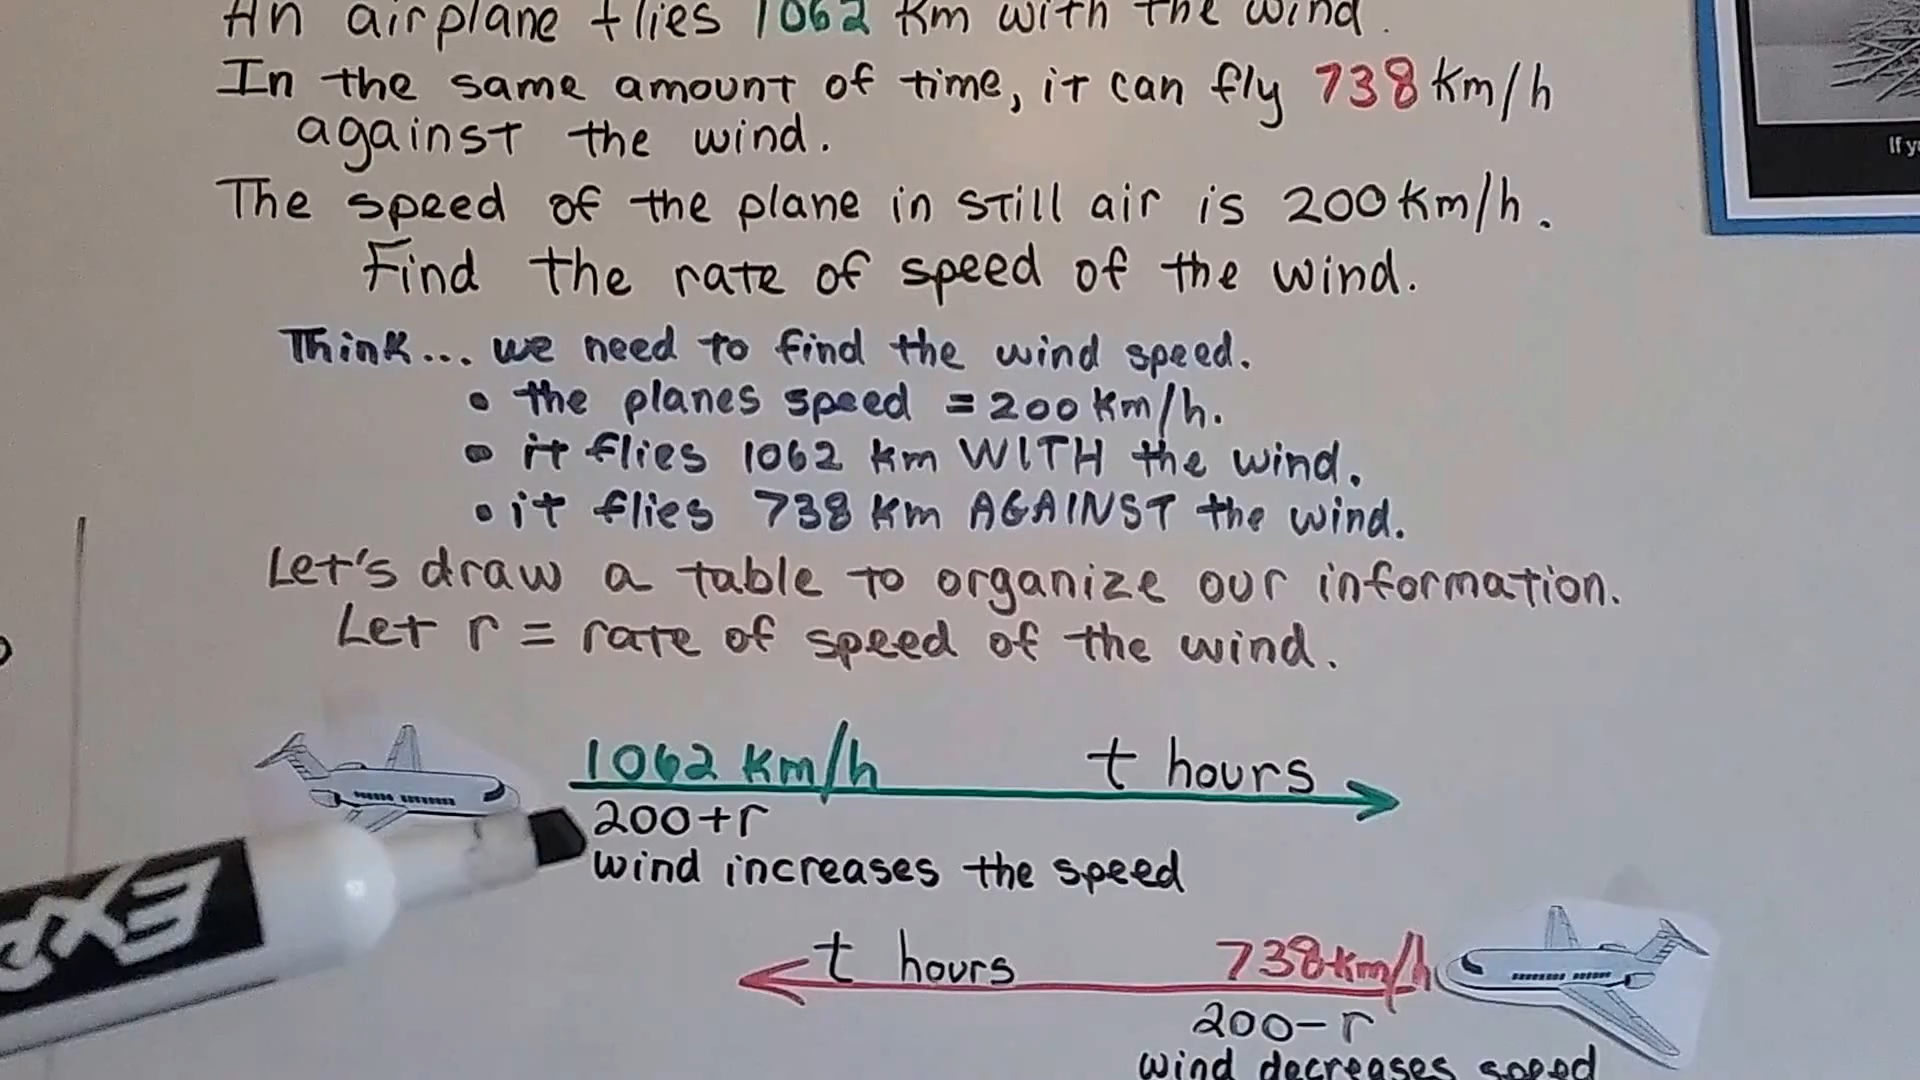 An airplane flies 1062 Km with the wind.
In the same amount of time, it can fly 738 Km/h
against the wind.
The speed of the plane in still air is 200 Km/h.
Find the rate of speed of the wind.
Think... we need to find the wind speed.
• the planes speed = 200 Km/h.
• it flies 1062 km WITH the wind.
• it flies 738 Km AGAINST the wind.
Let's draw a table to organize our information.
Let r = rate of speed of the wind.
1062 Km/h t hours
200+r
wind increases the speed
t hours 738 km/h
200-r
wind decreases speed
If